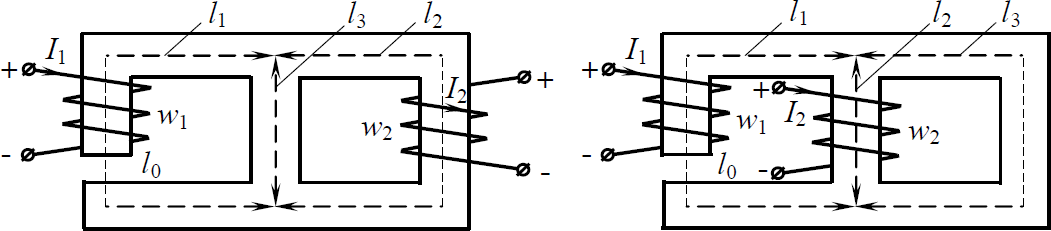 l1 l3 l2 l1 l2 l3
+ I1 + + I1
w1 I2 w2 + I2 w1 w2
- l0 - - l0 -